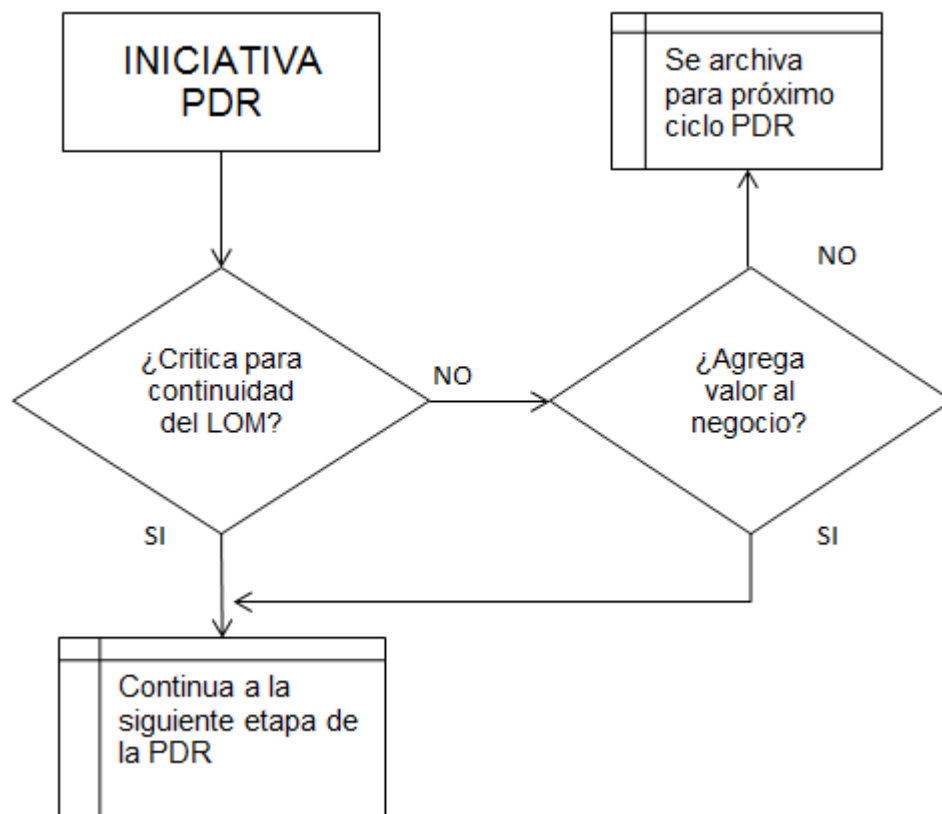 INICIATIVA
PDR
Se archiva
para próximo
ciclo PDR
NO
¿Critica para
continuidad
del LOM?
NO
¿Agrega
valor al
negocio?
SI
SI
Continua a la
siguiente etapa de
la PDR